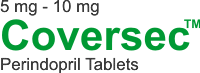 5 mg - 10 mg
Coversec™
Perindopril Tablets